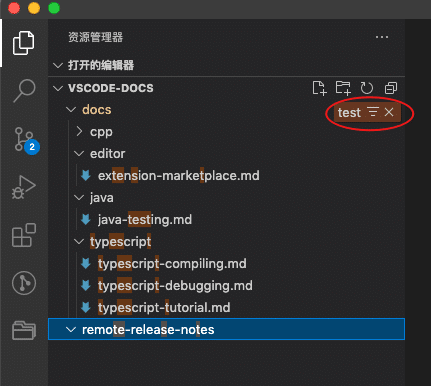 资源管理器
打开的编辑器
VSCODE-DOCS
docs
test
cpp
editor
extension-marketplace.md
java
java-testing.md
typescript
2
typescript-compiling.md
typescript-debugging.md
typescript-tutorial.md
remote-release-notes